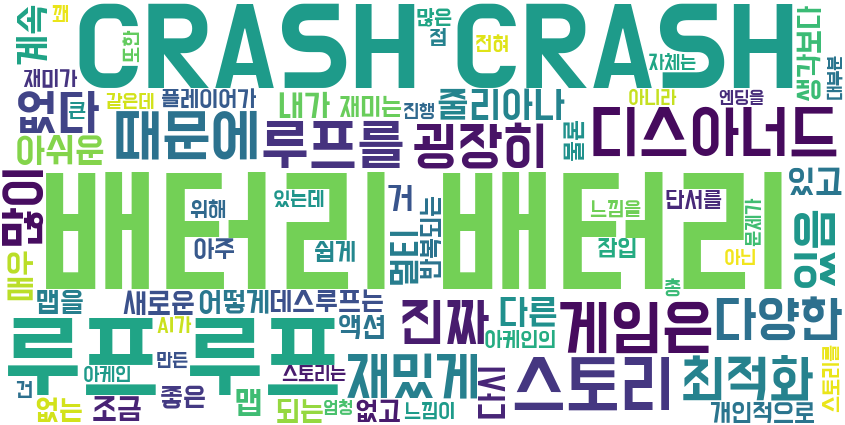 CRASH CRASH
계속
꽤
또한
많은
점
전혀
자체는
생각보다
대부분
재미가
없다
큰
같은데
플레이어가
내가
재미는
진행
줄리아나
아니라
엔딩을
아쉬운
때문에
루프를
굉장히
물론
디스아너드
많이
배터리 배터리
위해
있는데
거
아주
쉽게
멀티
반복되는
느낌을
단서를
잠입
문제가
아닌
총
있고
있음
매우
맵을
새로운
어떻게
데스루프는
액션
진짜
다른
아케인의
게임은
다양한
루프 루프
AI가
만든
아케인
스토리는
재밌게
다시
스토리
최적화
스토리를
건
없는
조금
좋은
맵
되는
엄청
없고
느낌이
개인적으로